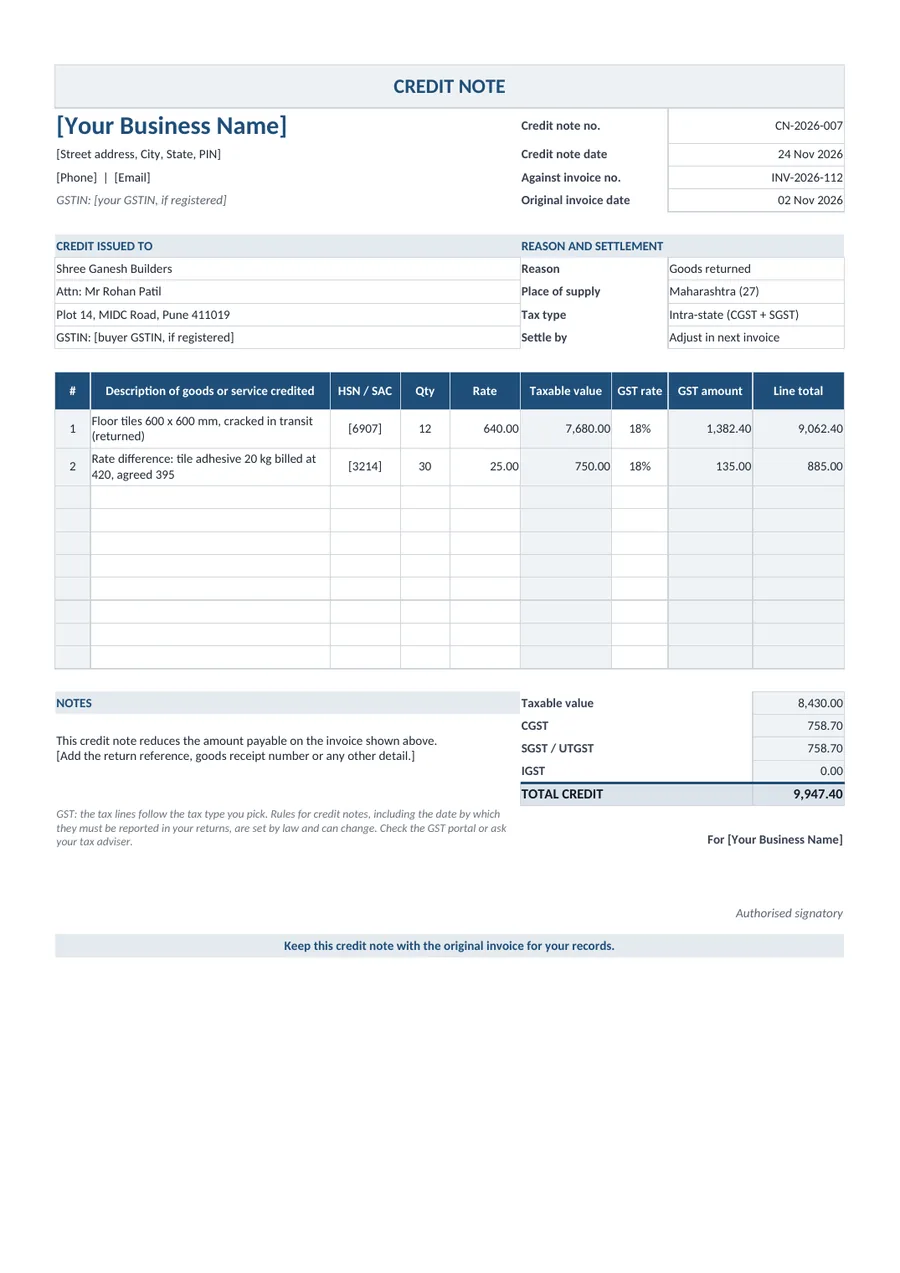 CREDIT NOTE
[Your Business Name]
Credit note no. CN-2026-007
[Street address, City, State, PIN] Credit note date 24 Nov 2026
[Phone] | [Email] Against invoice no. INV-2026-112
GSTIN: [your GSTIN, if registered] Original invoice date 02 Nov 2026
CREDIT ISSUED TO REASON AND SETTLEMENT
Shree Ganesh Builders Reason Goods returned
Attn: Mr Rohan Patil Place of supply Maharashtra (27)
Plot 14, MIDC Road, Pune 411019 Tax type Intra-state (CGST + SGST)
GSTIN: [buyer GSTIN, if registered] Settle by Adjust in next invoice
# Description of goods or service credited HSN / SAC Qty Rate Taxable value GST rate GST amount Line total
1 Floor tiles 600 x 600 mm, cracked in transit (returned) [6907] 12 640.00 7,680.00 18% 1,382.40 9,062.40
2 Rate difference: tile adhesive 20 kg billed at 420, agreed 395 [3214] 30 25.00 750.00 18% 135.00 885.00
NOTES Taxable value 8,430.00
CGST 758.70
This credit note reduces the amount payable on the invoice shown above.
[Add the return reference, goods receipt number or any other detail.]
SGST / UTGST 758.70
IGST 0.00
TOTAL CREDIT 9,947.40
GST: the tax lines follow the tax type you pick. Rules for credit notes, including the date by which
they must be reported in your returns, are set by law and can change. Check the GST portal or ask
your tax adviser.
For [Your Business Name]
Authorised signatory
Keep this credit note with the original invoice for your records.